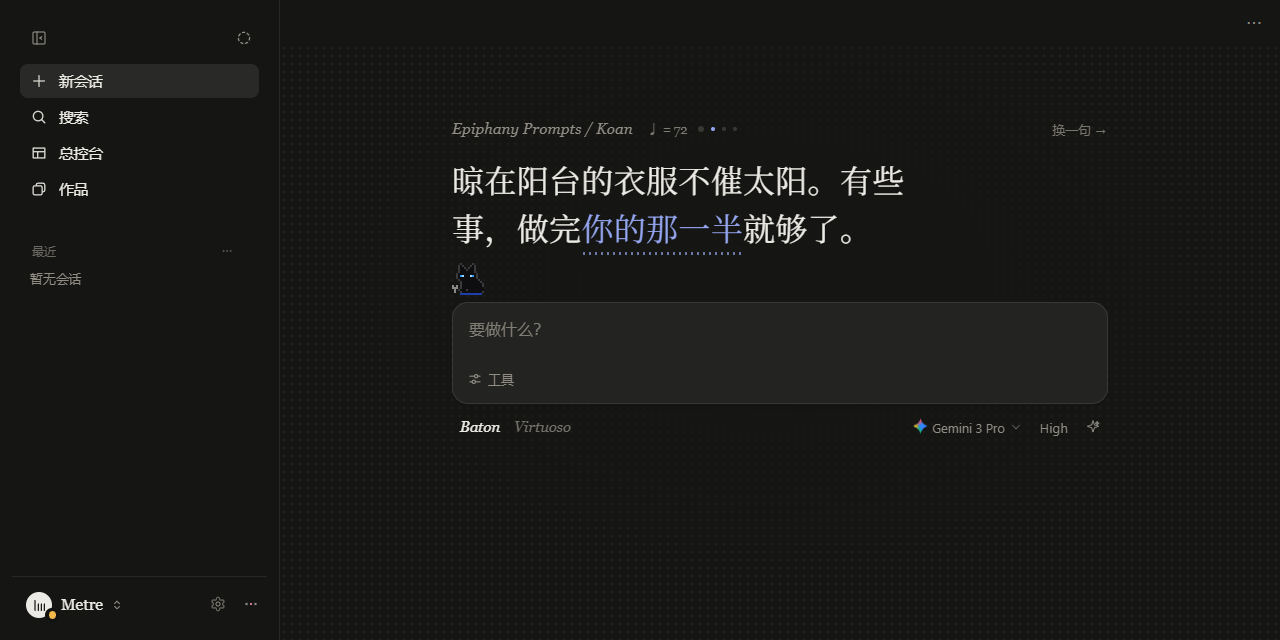 新会话
搜索
总控台
作品
最近
暂无会话
Metre
Epiphany Prompts / Koan ♩ = 72
换一句 →
晾在阳台的衣服不催太阳。有些
事，做完你的那一半就够了。
要做什么？
工具
Baton Virtuoso
Gemini 3 Pro High